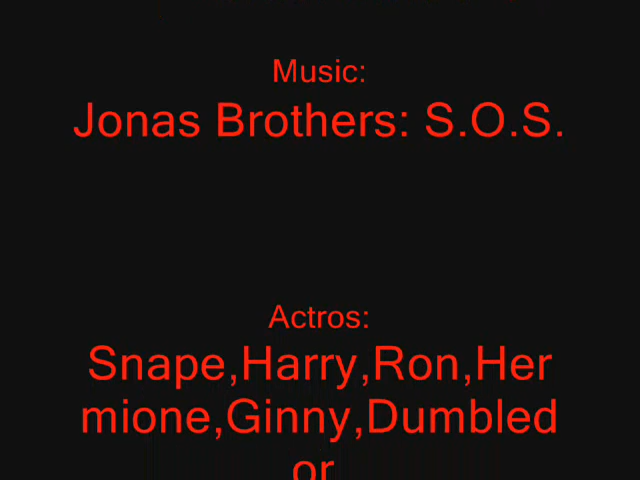 Music:
Jonas Brothers: S.O.S.
Actros:
Snape,Harry,Ron,Her
mione,Ginny,Dumbled
or